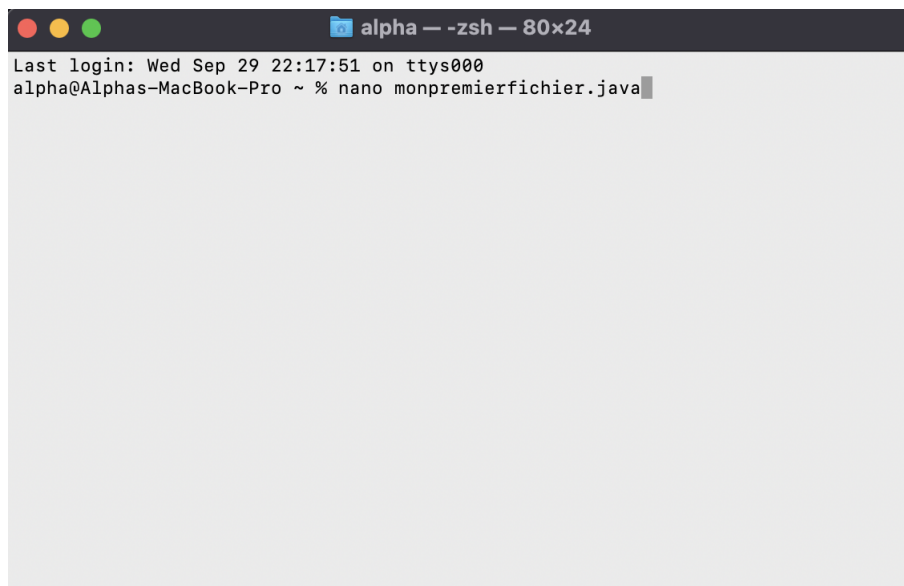 alpha — -zsh — 80×24
Last login: Wed Sep 29 22:17:51 on ttys000
alpha@Alphas-MacBook-Pro ~ % nano monpremierfichier.java